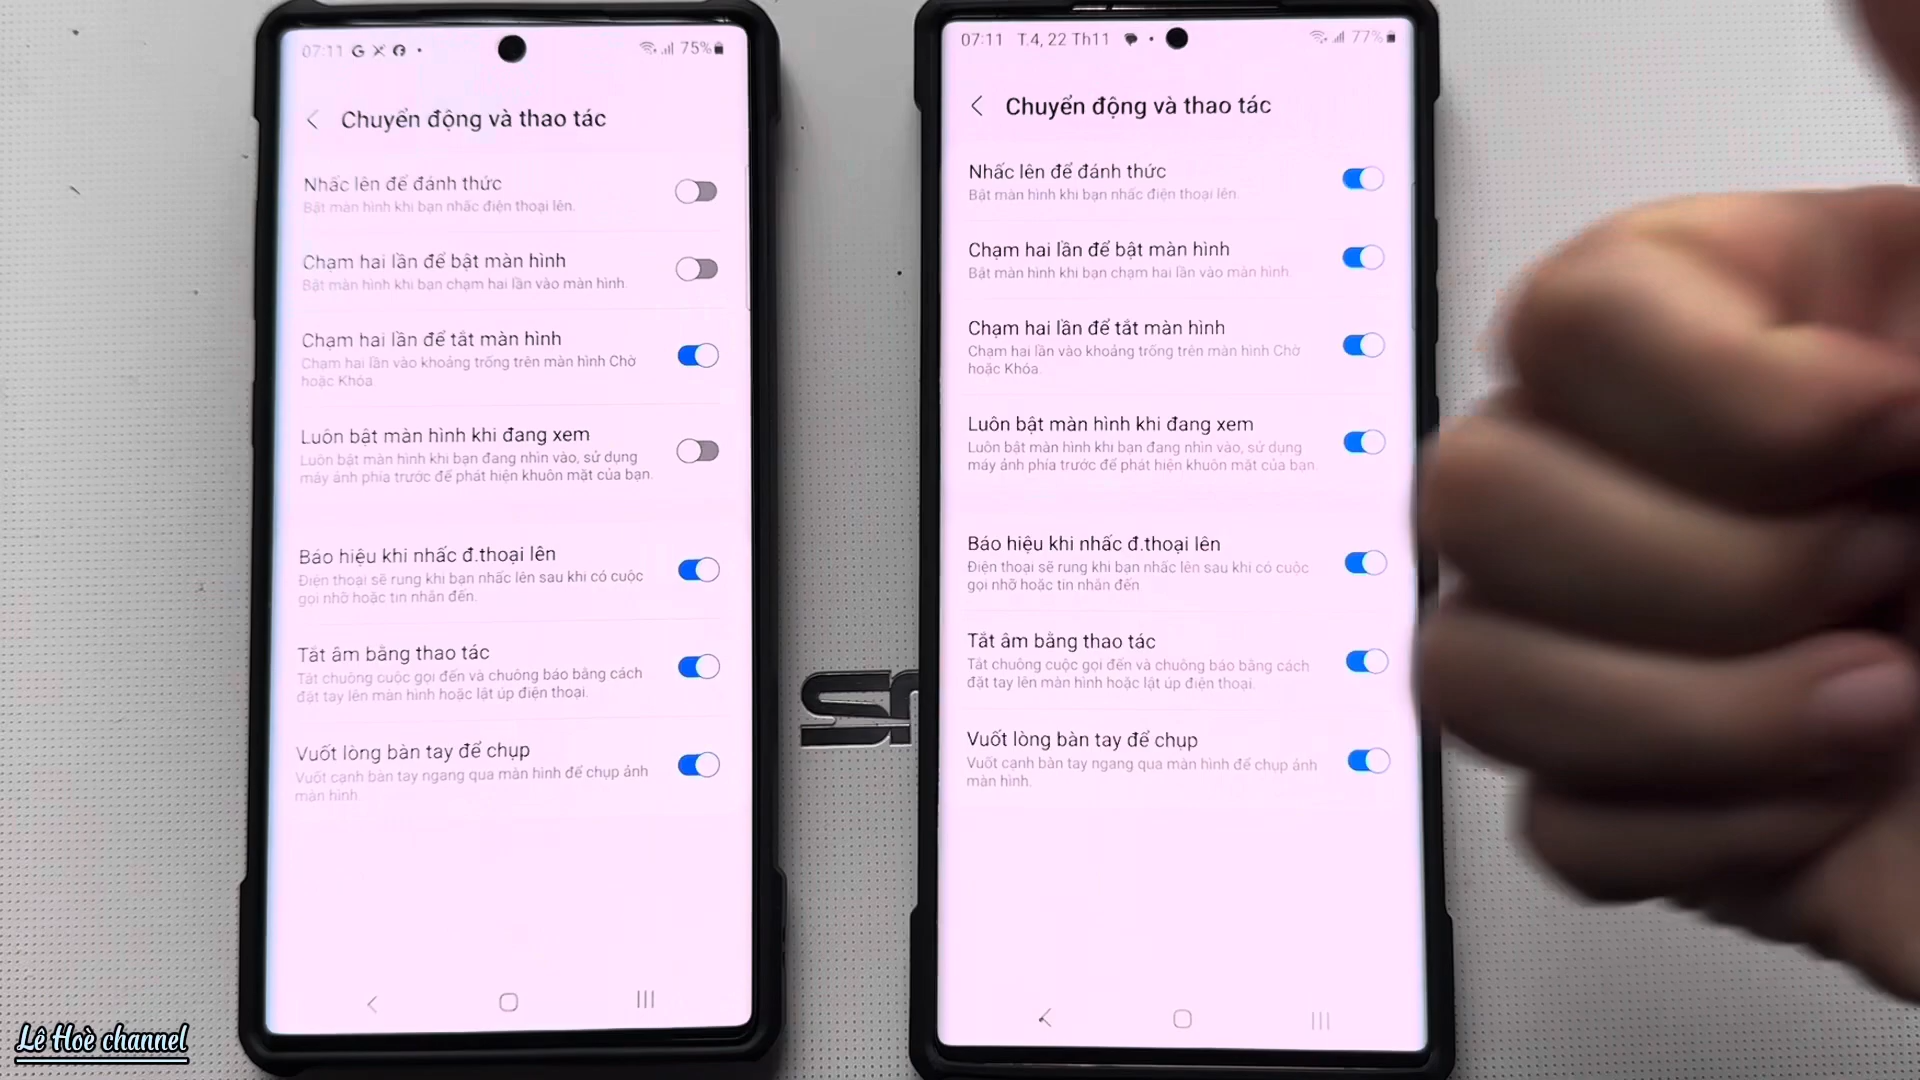 07:11
75%
Chuyển động và thao tác
Nhấc lên để đánh thức
Bật màn hình khi bạn nhấc điện thoại lên.
Chạm hai lần để bật màn hình
Bật màn hình khi bạn chạm hai lần vào màn hình.
Chạm hai lần để tắt màn hình
Chạm hai lần vào khoảng trống trên màn hình Chờ
hoặc Khóa.
Luôn bật màn hình khi đang xem
Luôn bật màn hình khi bạn đang nhìn vào, sử dụng
máy ảnh phía trước để phát hiện khuôn mặt của bạn.
Báo hiệu khi nhấc đ.thoại lên
Điện thoại sẽ rung khi bạn nhấc lên sau khi có cuộc
gọi nhỡ hoặc tin nhắn đến.
Tắt âm bằng thao tác
Tắt chuông cuộc gọi đến và chuông báo bằng cách
đặt tay lên màn hình hoặc lật úp điện thoại.
Vuốt lòng bàn tay để chụp
Vuốt cạnh bàn tay ngang qua màn hình để chụp ảnh
màn hình.
07:11 T.4, 22 Th11
77%
Chuyển động và thao tác
Nhấc lên để đánh thức
Bật màn hình khi bạn nhấc điện thoại lên.
Chạm hai lần để bật màn hình
Bật màn hình khi bạn chạm hai lần vào màn hình.
Chạm hai lần để tắt màn hình
Chạm hai lần vào khoảng trống trên màn hình Chờ
hoặc Khóa.
Luôn bật màn hình khi đang xem
Luôn bật màn hình khi bạn đang nhìn vào, sử dụng
máy ảnh phía trước để phát hiện khuôn mặt của bạn.
Báo hiệu khi nhấc đ.thoại lên
Điện thoại sẽ rung khi bạn nhấc lên sau khi có cuộc
gọi nhỡ hoặc tin nhắn đến.
Tắt âm bằng thao tác
Tắt chuông cuộc gọi đến và chuông báo bằng cách
đặt tay lên màn hình hoặc lật úp điện thoại.
Vuốt lòng bàn tay để chụp
Vuốt cạnh bàn tay ngang qua màn hình để chụp ảnh
màn hình.
Lê Hoè channel